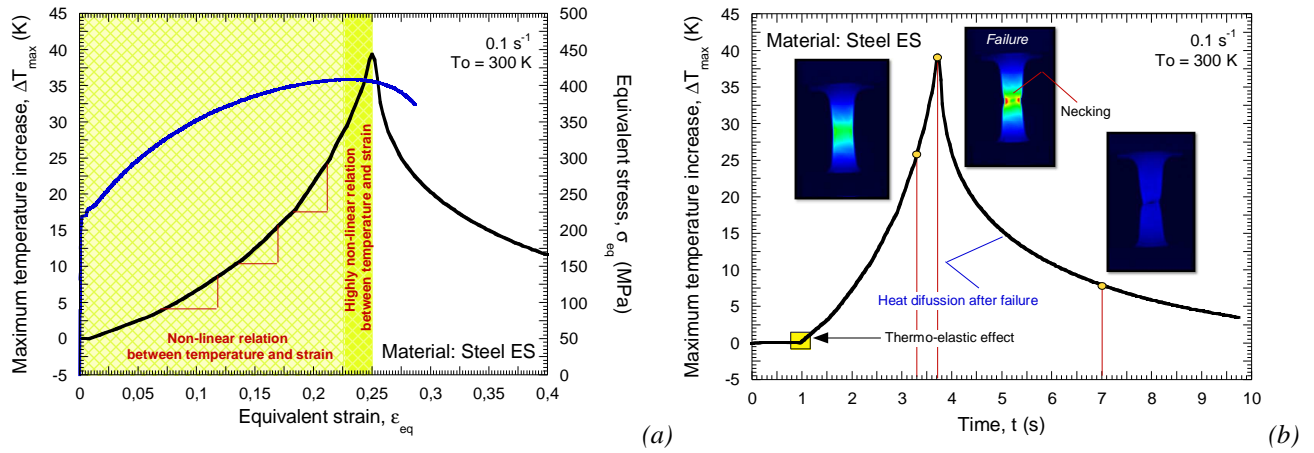 Maximum temperature increase, ΔT_max (K)
45
40
35
30
25
20
15
10
5
0
-5
500
450
400
350
300
250
200
150
100
50
0
Equivalent stress, σ_eq (MPa)
0.1 s⁻¹
To = 300 K
Highly non-linear relation
between temperature and strain
Non-linear relation
between temperature and strain
Material: Steel ES
0
0,05
0,1
0,15
0,2
0,25
0,3
0,35
0,4
Equivalent strain, ε_eq
(a)
Maximum temperature increase, ΔT_max (K)
45
40
35
30
25
20
15
10
5
0
-5
Material: Steel ES
Failure
0.1 s⁻¹
To = 300 K
Necking
Heat difussion after failure
Thermo-elastic effect
0
1
2
3
4
5
6
7
8
9
10
Time, t (s)
(b)